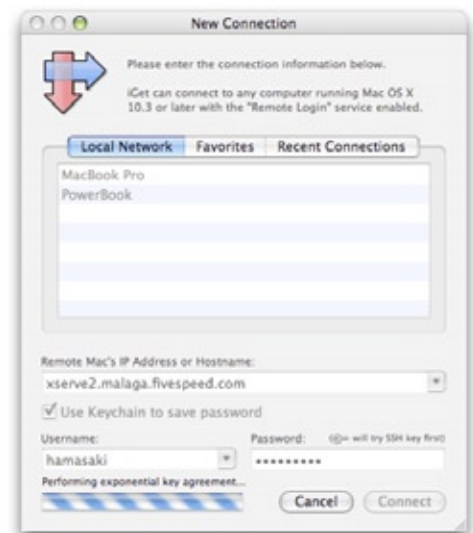 New Connection
Please enter the connection information below.
iGet can connect to any computer running Mac OS X
10.3 or later with the "Remote Login" service enabled.
Local Network Favorites Recent Connections
MacBook Pro
PowerBook
Remote Mac's IP Address or Hostname:
xserve2.malaga.fivespeed.com
Use Keychain to save password
Username: Password: = will try SSH key first)
hamasaki •••••••••
Performing exponential key agreement...
Cancel Connect